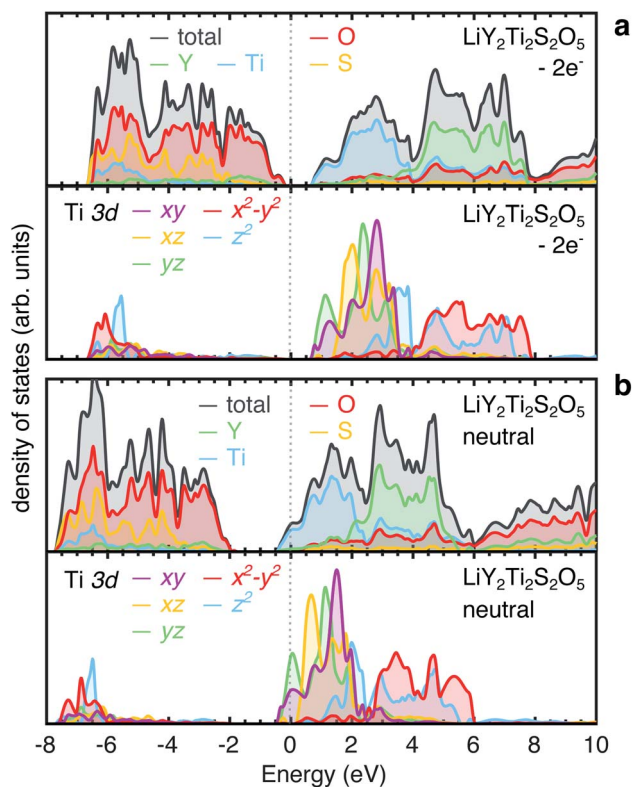 a
— total — O LiY₂Ti₂S₂O₅
— Y — Ti — S - 2e⁻
Ti 3d — xy — x²-y² LiY₂Ti₂S₂O₅
— xz — z² - 2e⁻
— yz
density of states (arb. units)
b
— total — O LiY₂Ti₂S₂O₅
— Y — S neutral
— Ti
Ti 3d — xy — x²-y² LiY₂Ti₂S₂O₅
— xz — z² neutral
— yz
-8 -6 -4 -2 0 2 4 6 8 10
Energy (eV)